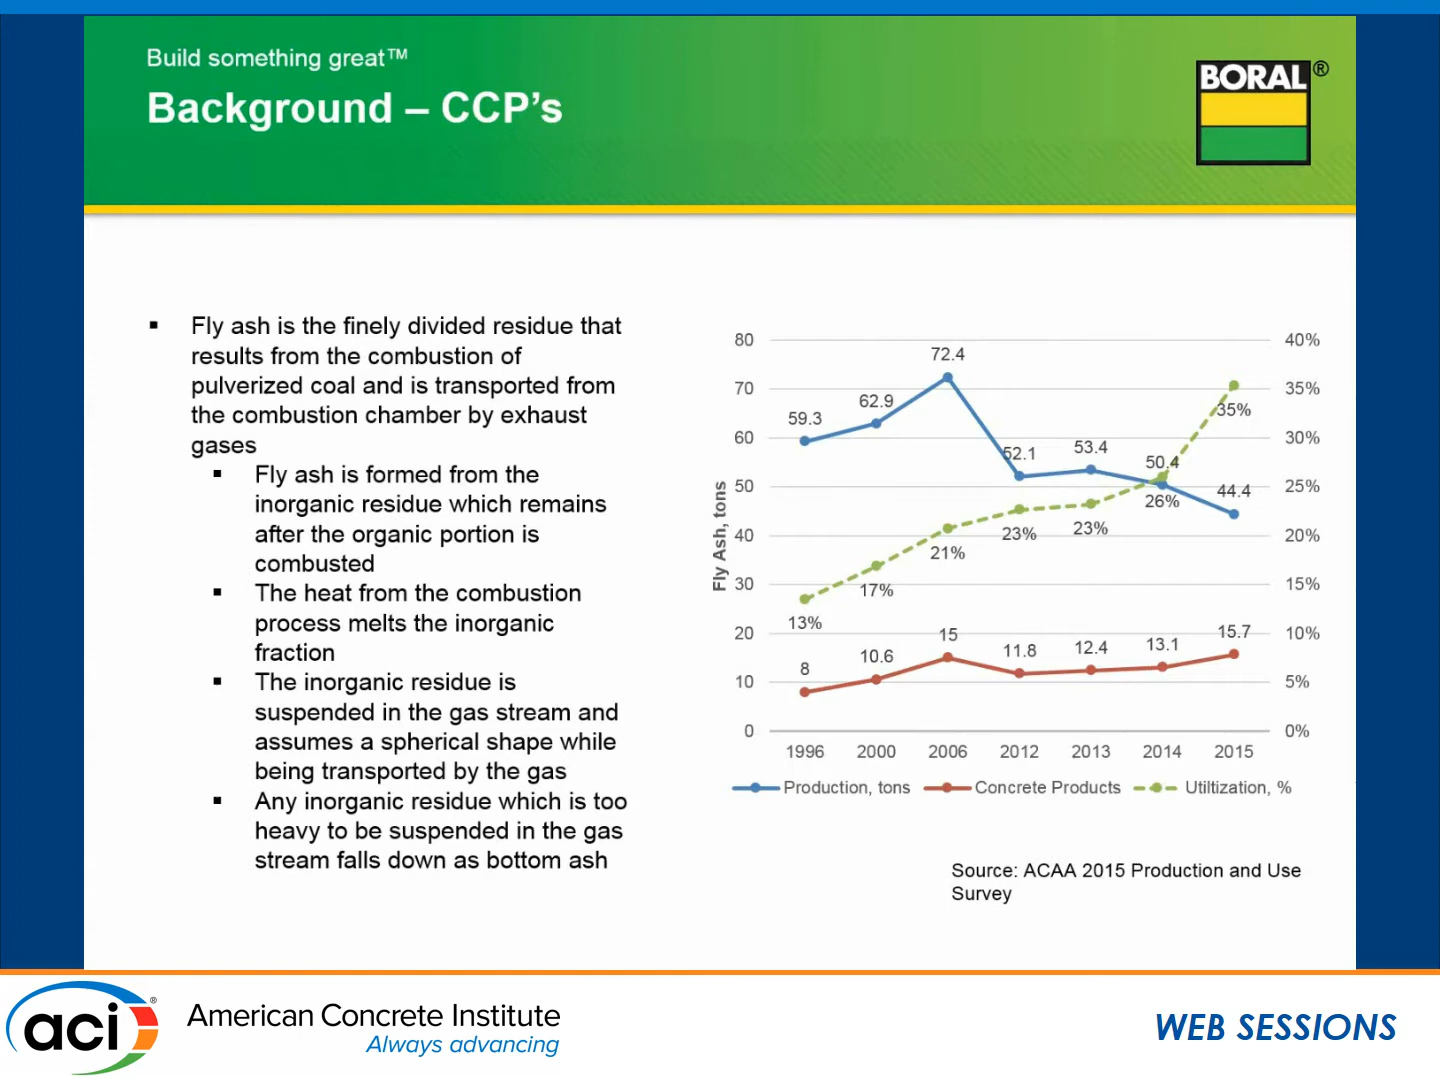 Build something great™
Background – CCP's
BORAL®
▪ Fly ash is the finely divided residue that
results from the combustion of
pulverized coal and is transported from
the combustion chamber by exhaust
gases
▪ Fly ash is formed from the
inorganic residue which remains
after the organic portion is
combusted
▪ The heat from the combustion
process melts the inorganic
fraction
▪ The inorganic residue is
suspended in the gas stream and
assumes a spherical shape while
being transported by the gas
▪ Any inorganic residue which is too
heavy to be suspended in the gas
stream falls down as bottom ash
Fly Ash, tons
80
70
60
50
40
30
20
10
0
40%
35%
30%
25%
20%
15%
10%
5%
0%
59.3
62.9
72.4
52.1
53.4
50.4
44.4
13%
17%
21%
23%
23%
26%
35%
8
10.6
15
11.8
12.4
13.1
15.7
1996 2000 2006 2012 2013 2014 2015
Production, tons Concrete Products Utiltization, %
Source: ACAA 2015 Production and Use
Survey
aci®
American Concrete Institute
Always advancing
WEB SESSIONS